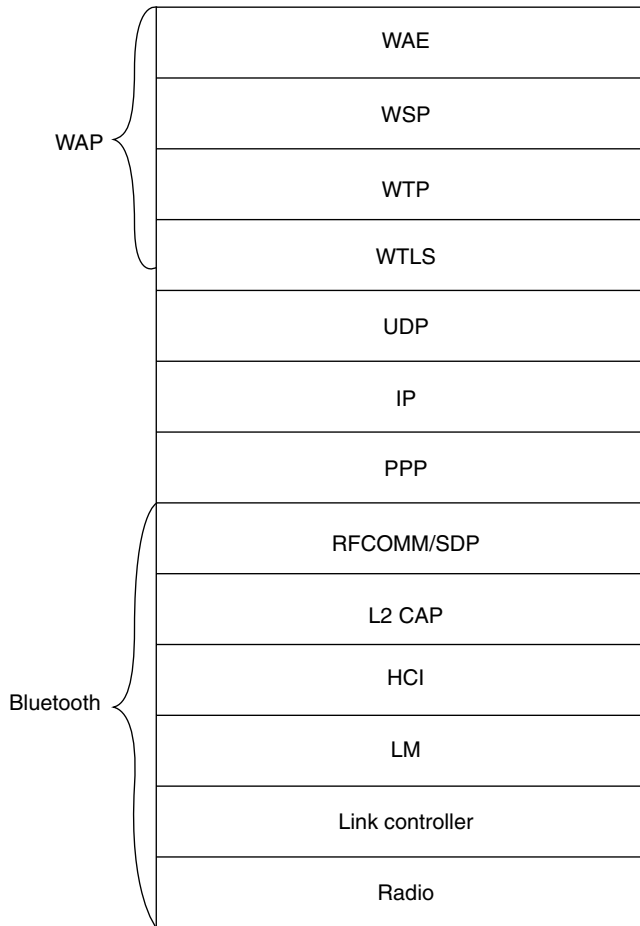 WAE
WSP
WAP
WTP
WTLS
UDP
IP
PPP
RFCOMM/SDP
L2 CAP
HCI
Bluetooth
LM
Link controller
Radio